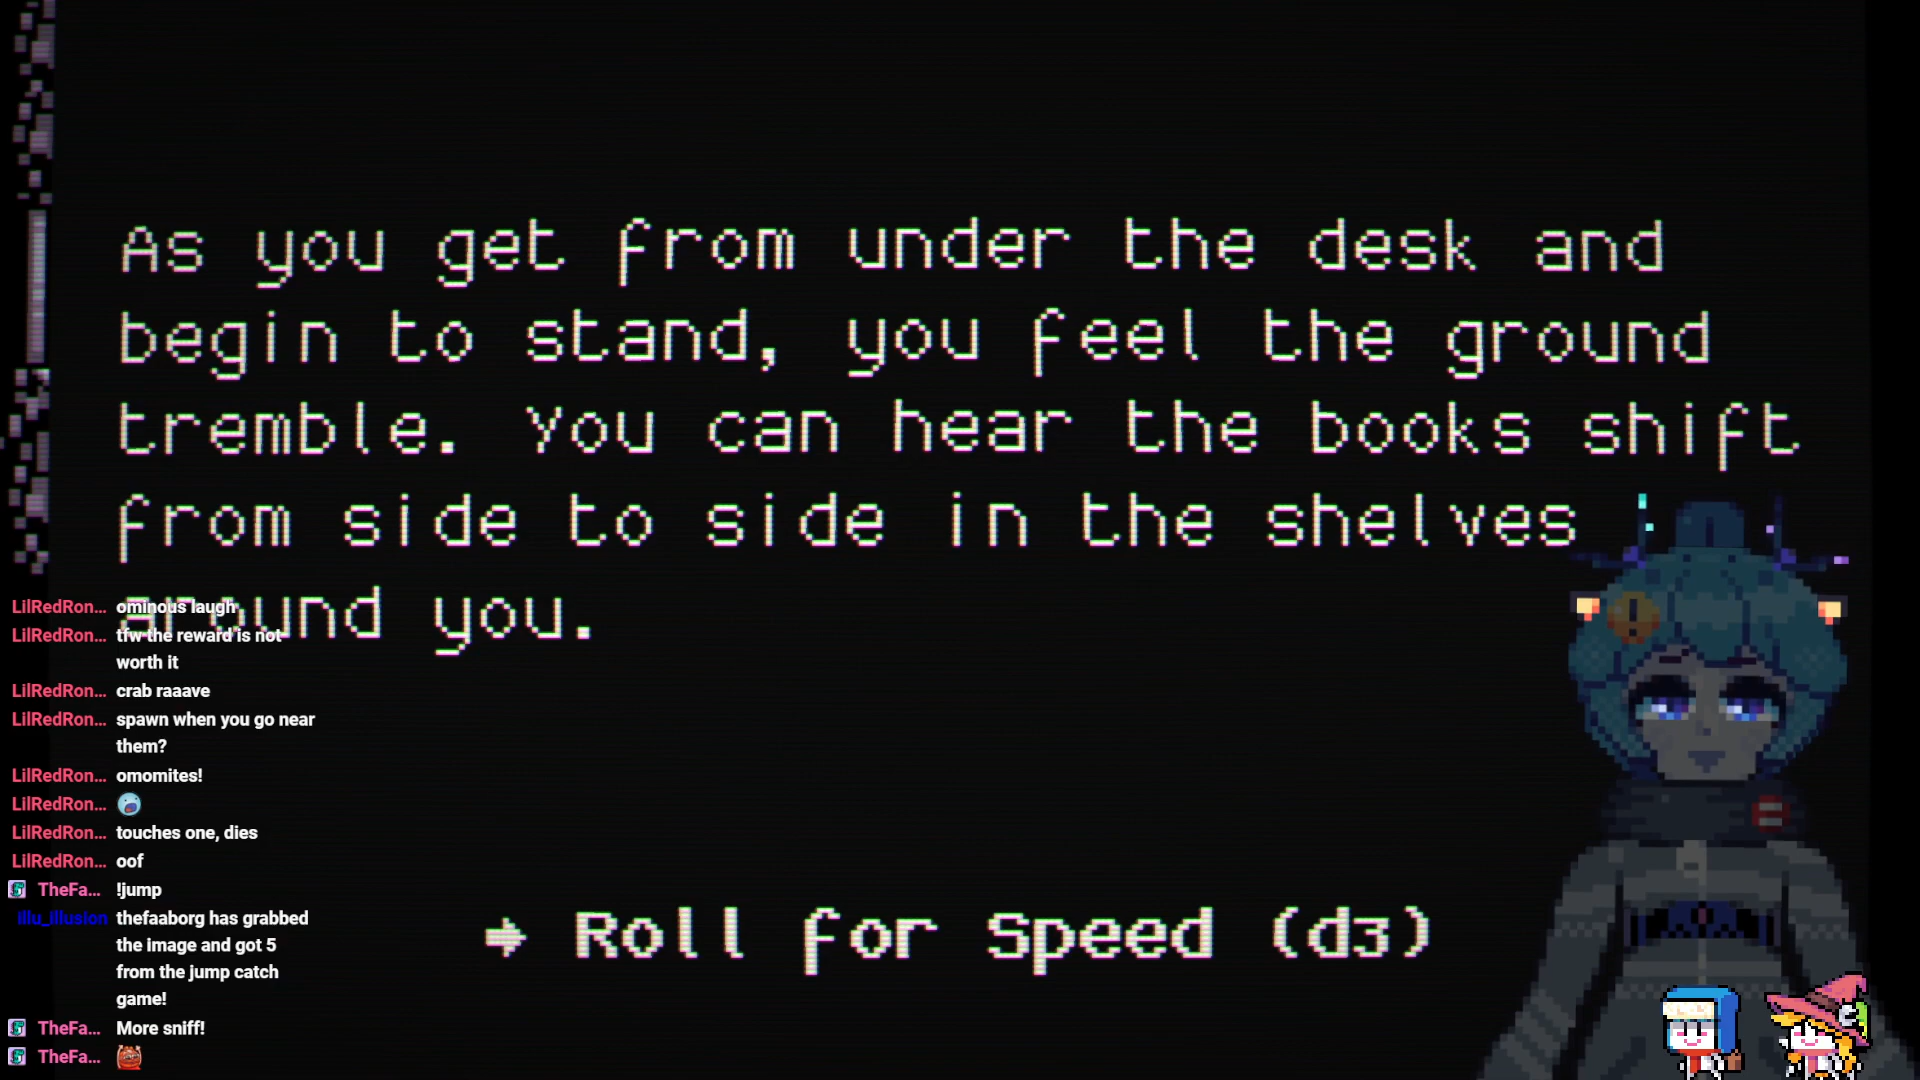 As you get from under the desk and
begin to stand, you feel the ground
tremble. You can hear the books shift
from side to side in the shelves
around you.
→ Roll for Speed (d3)
LilRedRon... ominous laugh
LilRedRon... tfw the reward is not
worth it
LilRedRon... crab raaave
LilRedRon... spawn when you go near
them?
LilRedRon... omomites!
LilRedRon...
LilRedRon... touches one, dies
LilRedRon... oof
TheFa... !jump
illu_illusion thefaaborg has grabbed
the image and got 5
from the jump catch
game!
TheFa... More sniff!
TheFa...